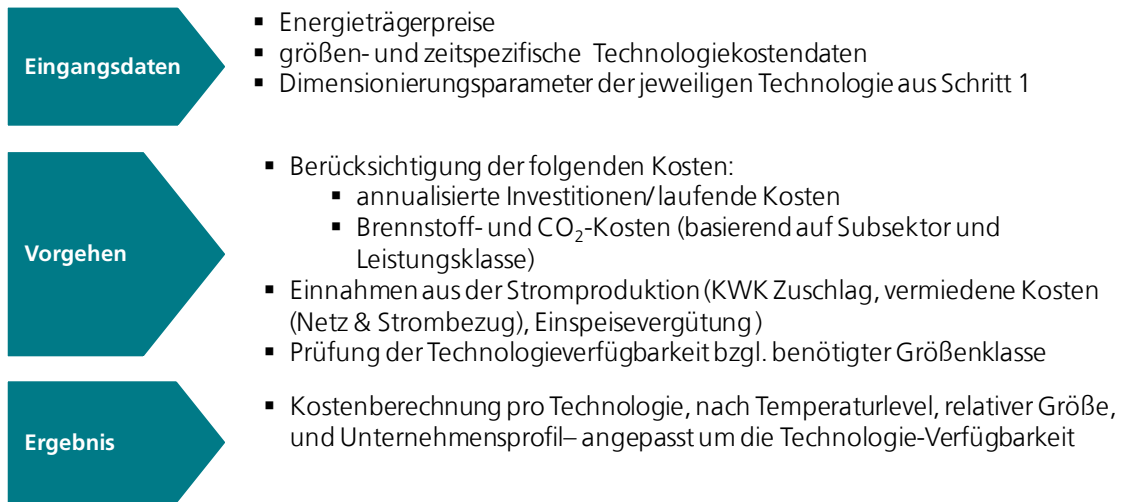 Eingangsdaten
▪ Energieträgerpreise
▪ größen- und zeitspezifische Technologiekostendaten
▪ Dimensionierungsparameter der jeweiligen Technologie aus Schritt 1
Vorgehen
▪ Berücksichtigung der folgenden Kosten:
▪ annualisierte Investitionen/ laufende Kosten
▪ Brennstoff- und CO₂-Kosten (basierend auf Subsektor und
Leistungsklasse)
▪ Einnahmen aus der Stromproduktion (KWK Zuschlag, vermiedene Kosten
(Netz & Strombezug), Einspeisevergütung)
▪ Prüfung der Technologieverfügbarkeit bzgl. benötigter Größenklasse
Ergebnis
▪ Kostenberechnung pro Technologie, nach Temperaturlevel, relativer Größe,
und Unternehmensprofil– angepasst um die Technologie-Verfügbarkeit